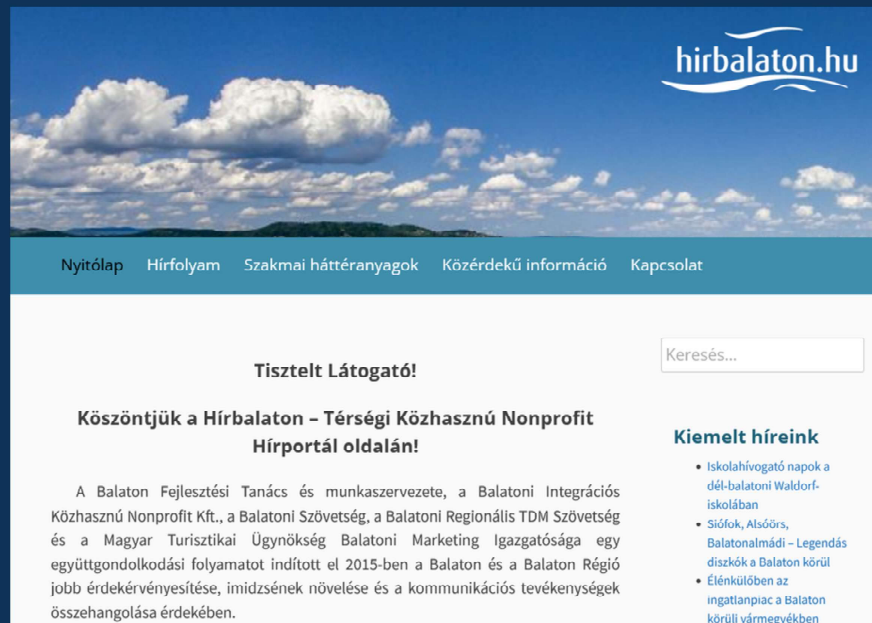 hirbalaton.hu
Nyitólap Hírfolyam Szakmai háttéranyagok Közérdekű információ Kapcsolat
Tisztelt Látogató!
Köszöntjük a Hírbalaton – Térségi Közhasznú Nonprofit
Hírportál oldalán!
A Balaton Fejlesztési Tanács és munkaszervezete, a Balatoni Integrációs
Közhasznú Nonprofit Kft., a Balatoni Szövetség, a Balatoni Regionális TDM Szövetség
és a Magyar Turisztikai Ügynökség Balatoni Marketing Igazgatósága egy
együttgondolkodási folyamatot indított el 2015-ben a Balaton és a Balaton Régió
jobb érdekérvényesítése, imidzsének növelése és a kommunikációs tevékenységek
összehangolása érdekében.
Keresés...
Kiemelt híreink
• Iskolahívogató napok a
dél-balatoni Waldorf-
iskolában
• Siófok, Alsóörs,
Balatonalmádi – Legendás
diszkók a Balaton körül
• Élénkülőben az
ingatlanpiac a Balaton
körüli vármegyékben